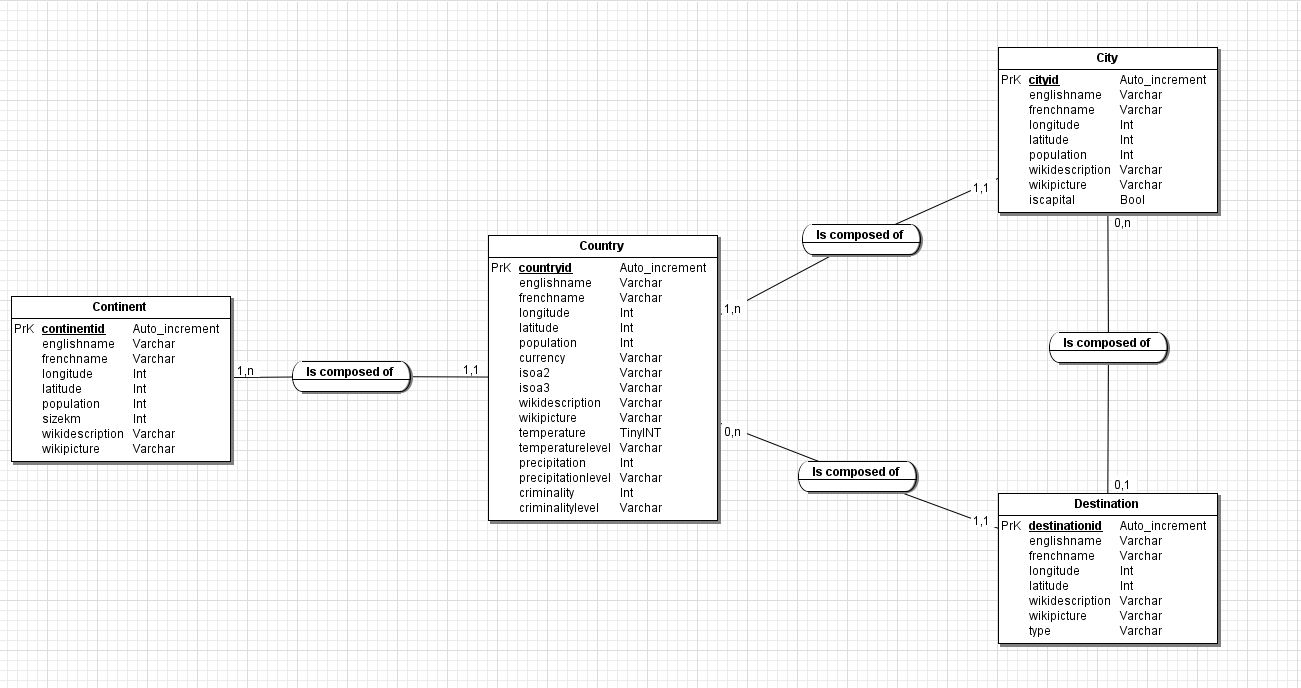 Continent
PrK continentid Auto_increment
englishname Varchar
frenchname Varchar
longitude Int
latitude Int
population Int
sizekm Int
wikidescription Varchar
wikipicture Varchar
1,n
Is composed of
1,1
Country
PrK countryid Auto_increment
englishname Varchar
frenchname Varchar
longitude Int
latitude Int
population Int
currency Varchar
isoa2 Varchar
isoa3 Varchar
wikidescription Varchar
wikipicture Varchar
temperature TinyINT
temperaturelevel Varchar
precipitation Int
precipitationlevel Varchar
criminality Int
criminalitylevel Varchar
1,n
Is composed of
1,1
City
PrK cityid Auto_increment
englishname Varchar
frenchname Varchar
longitude Int
latitude Int
population Int
wikidescription Varchar
wikipicture Varchar
iscapital Bool
0,n
Is composed of
0,1
0,n
Is composed of
1,1
Destination
PrK destinationid Auto_increment
englishname Varchar
frenchname Varchar
longitude Int
latitude Int
wikidescription Varchar
wikipicture Varchar
type Varchar